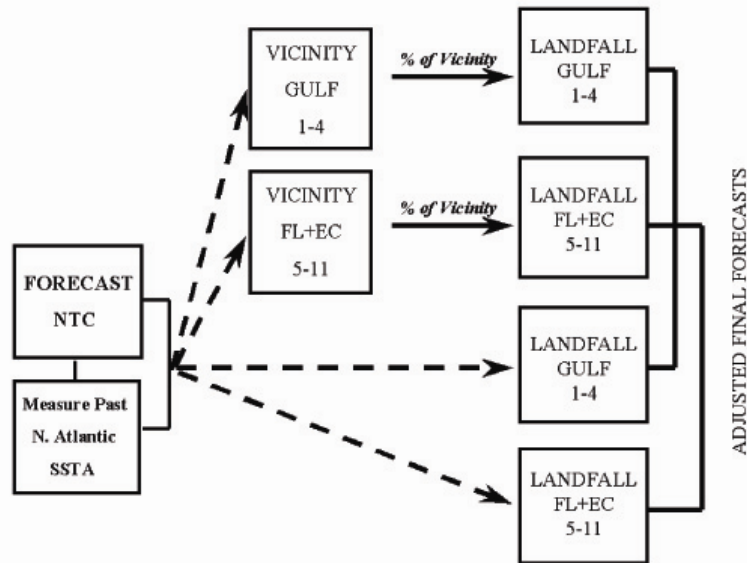 VICINITY
GULF
1-4
% of Vicinity
LANDFALL
GULF
1-4
VICINITY
FL+EC
5-11
% of Vicinity
LANDFALL
FL+EC
5-11
FORECAST
NTC
Measure Past
N. Atlantic
SSTA
LANDFALL
GULF
1-4
LANDFALL
FL+EC
5-11
ADJUSTED FINAL FORECASTS